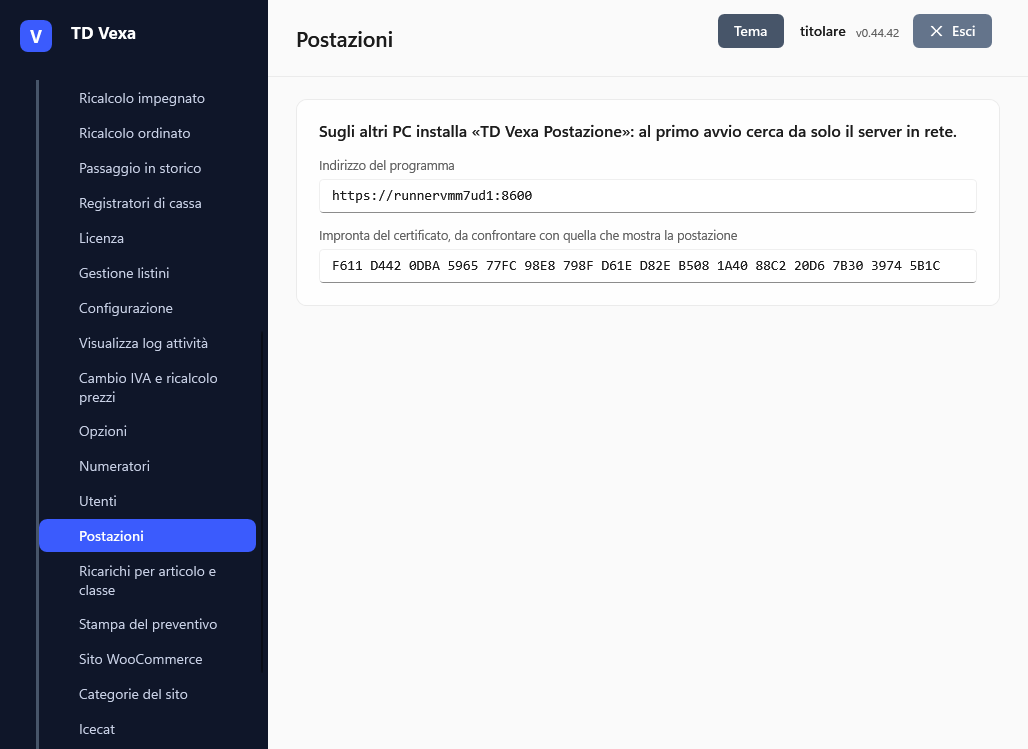 V
TD Vexa
Ricalcolo impegnato
Ricalcolo ordinato
Passaggio in storico
Registratori di cassa
Licenza
Gestione listini
Configurazione
Visualizza log attività
Cambio IVA e ricalcolo
prezzi
Opzioni
Numeratori
Utenti
Postazioni
Ricarichi per articolo e
classe
Stampa del preventivo
Sito WooCommerce
Categorie del sito
Icecat
Postazioni
Tema
titolare
v0.44.42
Esci
Sugli altri PC installa «TD Vexa Postazione»: al primo avvio cerca da solo il server in rete.
Indirizzo del programma
https://runnervmm7ud1:8600
Impronta del certificato, da confrontare con quella che mostra la postazione
F611 D442 0DBA 5965 77FC 98E8 798F D61E D82E B508 1A40 88C2 20D6 7B30 3974 5B1C